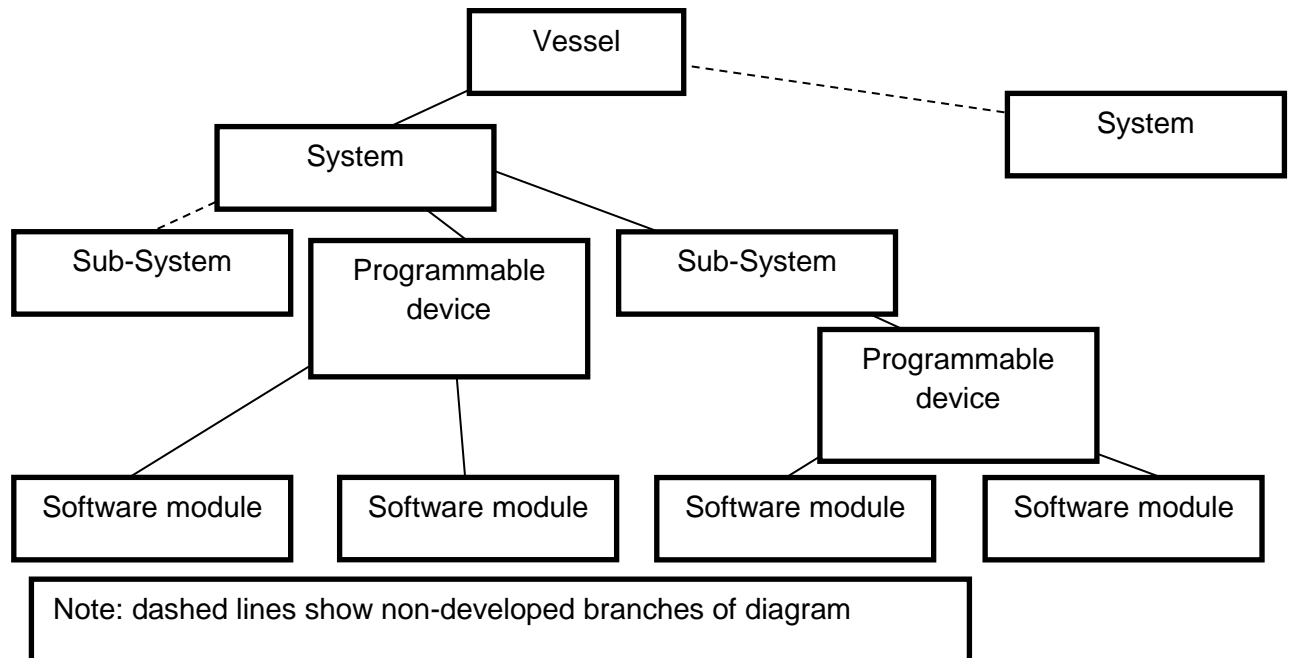 Vessel
System
System
Sub-System
Programmable
device
Sub-System
Programmable
device
Software module
Software module
Software module
Software module
Note: dashed lines show non-developed branches of diagram